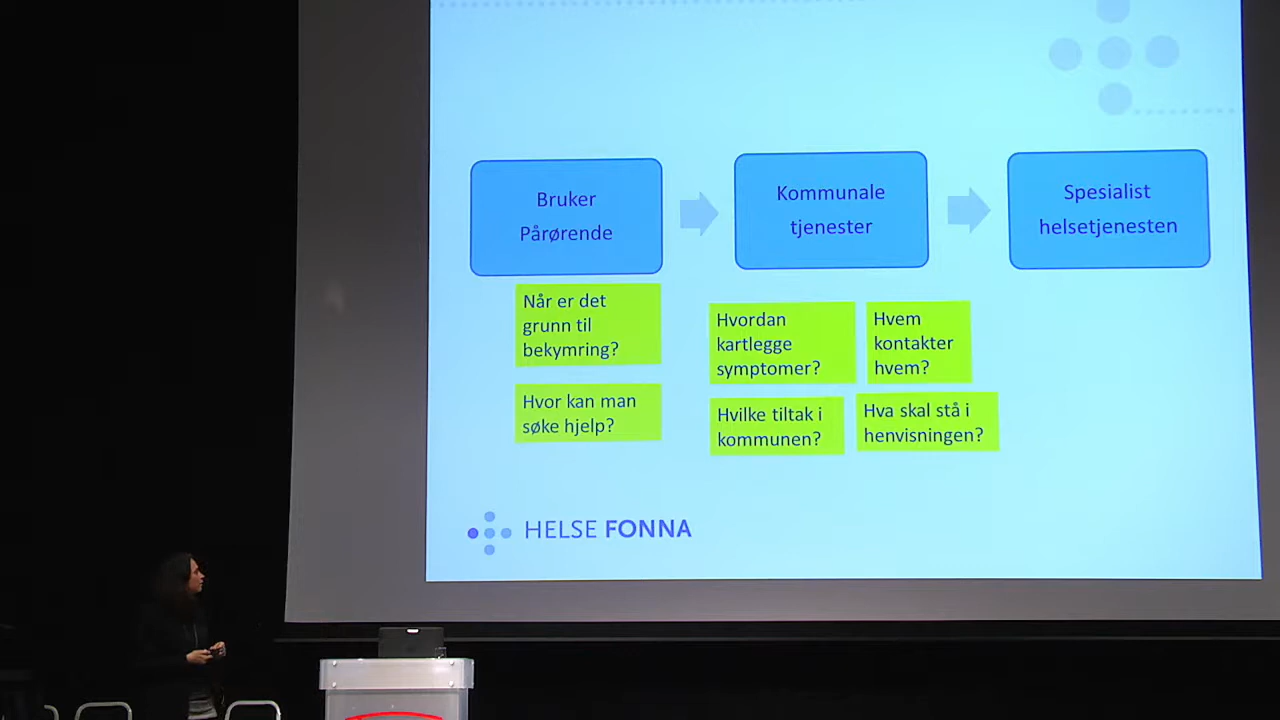 Bruker
Pårørende
Kommunale
tjenester
Spesialist
helsetjenesten
Når er det
grunn til
bekymring?
Hvor kan man
søke hjelp?
Hvordan
kartlegge
symptomer?
Hvem
kontakter
hvem?
Hvilke tiltak i
kommunen?
Hva skal stå i
henvisningen?
HELSE FONNA